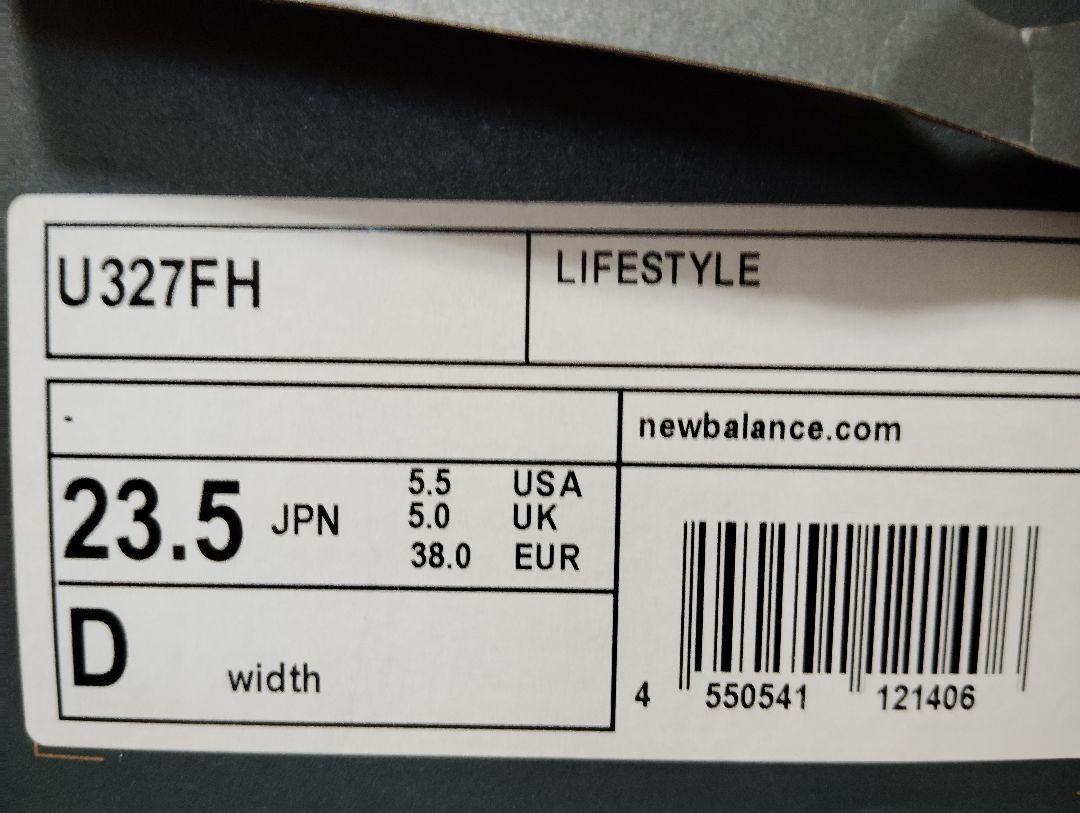 U327FH
LIFESTYLE
-
newbalance.com
23.5 JPN
5.5 USA
5.0 UK
38.0 EUR
D width
4 550541 121406